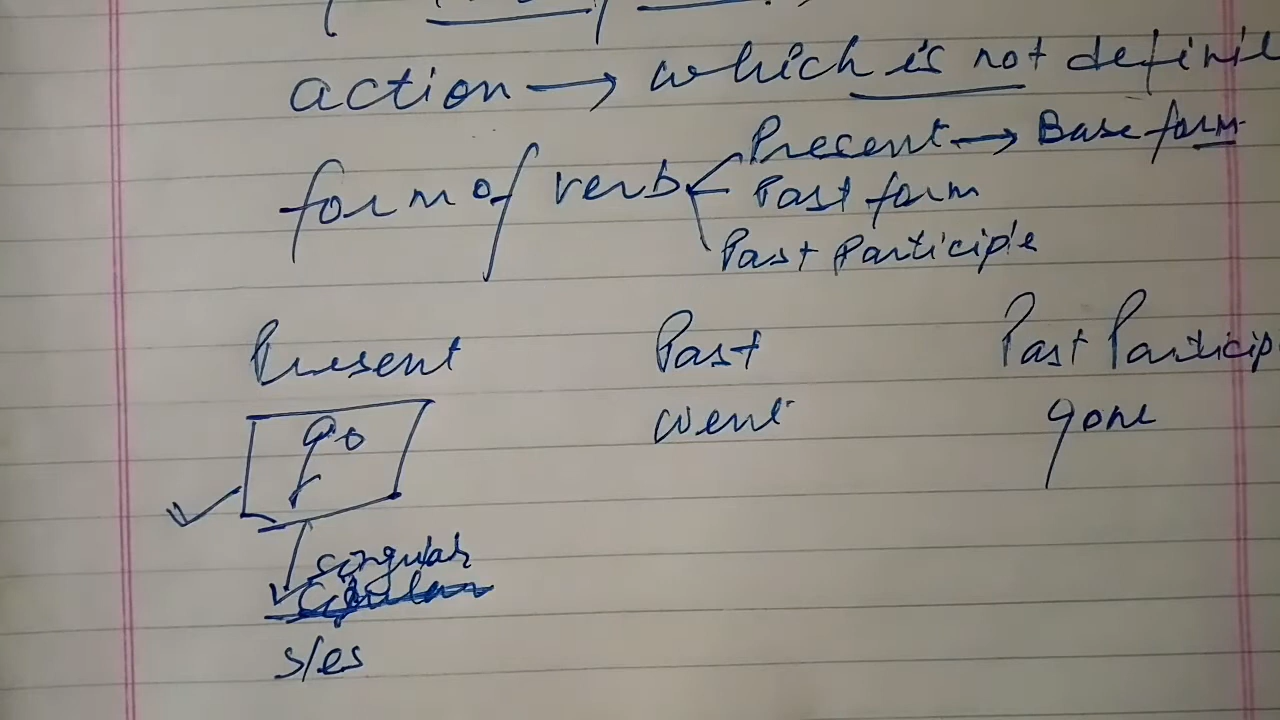 action → which is not definit
form of verb Present → Base form
Past form
Past Participle
Present Past Past Particip
go went gone
singular
s/es